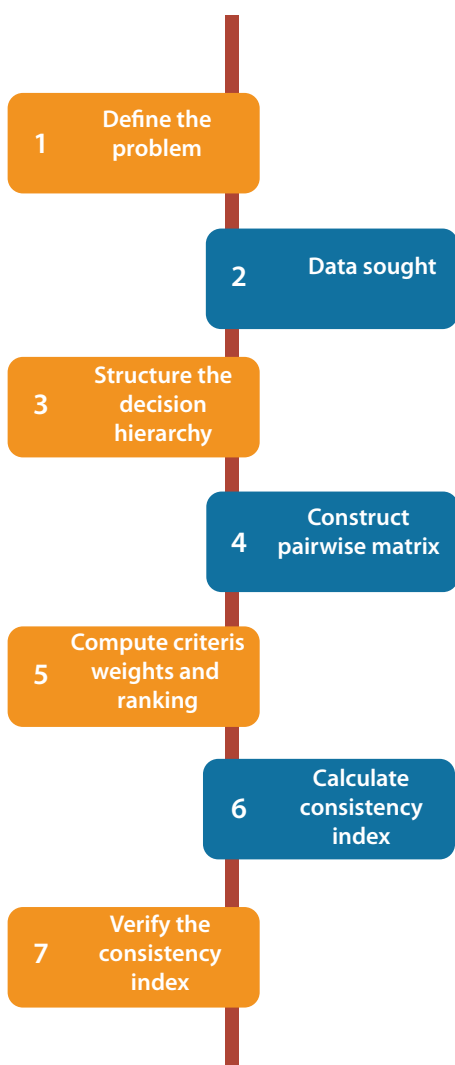 1
Define the
problem
2
Data sought
3
Structure the
decision
hierarchy
4
Construct
pairwise matrix
5
Compute criteris
weights and
ranking
6
Calculate
consistency
index
7
Verify the
consistency
index